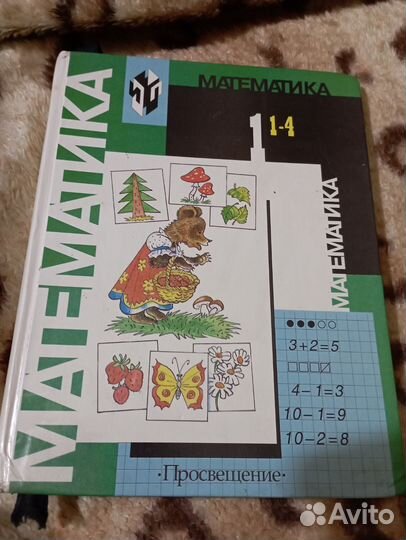 МАТЕМАТИКА
МАТЕМАТИКА
1 1-4
МАТЕМАТИКА
3+2=5
4-1=3
10-1=9
10-2=8
·Просвещение·
Avito